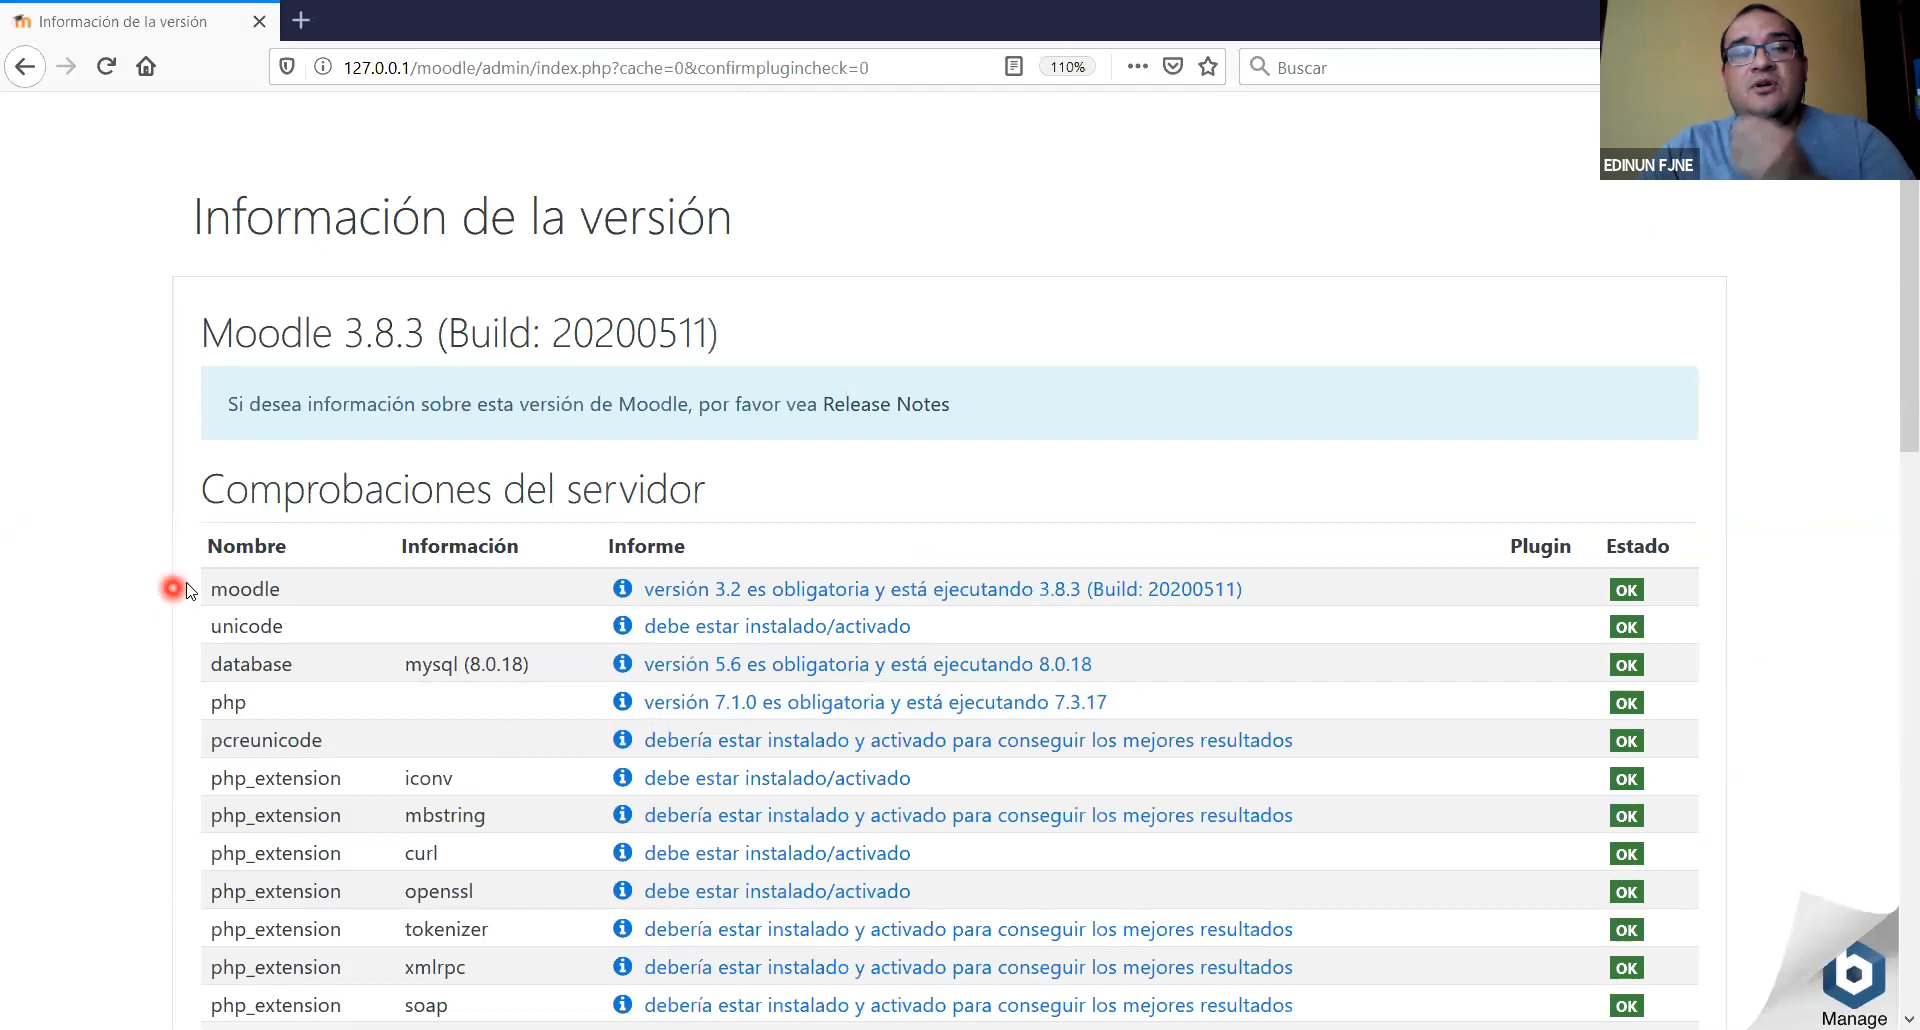 Información de la versión
127.0.0.1/moodle/admin/index.php?cache=0&confirmplugincheck=0
110%
Buscar
EDINUN FJNE
Información de la versión
Moodle 3.8.3 (Build: 20200511)
Si desea información sobre esta versión de Moodle, por favor vea Release Notes
Comprobaciones del servidor
Nombre Información Informe Plugin Estado
moodle versión 3.2 es obligatoria y está ejecutando 3.8.3 (Build: 20200511) OK
unicode debe estar instalado/activado OK
database mysql (8.0.18) versión 5.6 es obligatoria y está ejecutando 8.0.18 OK
php versión 7.1.0 es obligatoria y está ejecutando 7.3.17 OK
pcreunicode debería estar instalado y activado para conseguir los mejores resultados OK
php_extension iconv debe estar instalado/activado OK
php_extension mbstring debería estar instalado y activado para conseguir los mejores resultados OK
php_extension curl debe estar instalado/activado OK
php_extension openssl debe estar instalado/activado OK
php_extension tokenizer debería estar instalado y activado para conseguir los mejores resultados OK
php_extension xmlrpc debería estar instalado y activado para conseguir los mejores resultados OK
php_extension soap debería estar instalado y activado para conseguir los mejores resultados OK
b
Manage